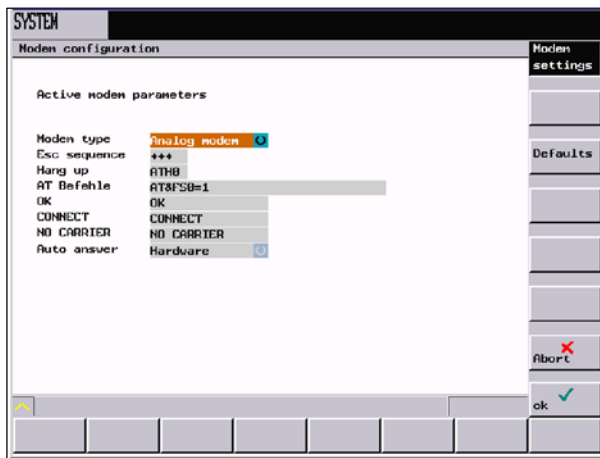 SYSTEM
Modem configuration
Modem settings
Active modem parameters
Modem type Analog modem
Esc sequence +++
Defaults
Hang up ATH0
AT Befehle AT&FS0=1
OK OK
CONNECT CONNECT
NO CARRIER NO CARRIER
Auto answer Hardware
Abort
ok